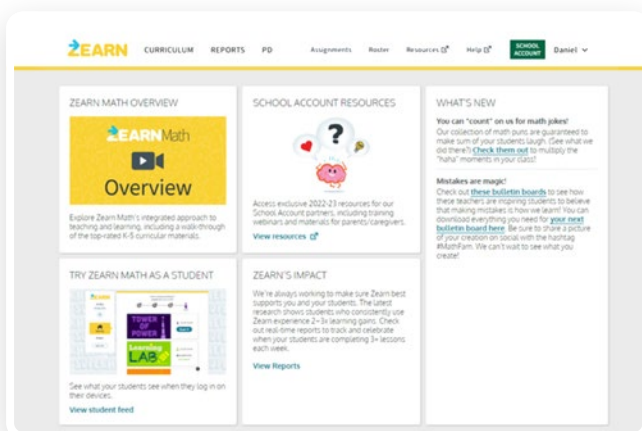 ZEARN
CURRICULUM REPORTS PD Assignments Roster Resources Help SCHOOL ACCOUNT Daniel
ZEARN MATH OVERVIEW
ZEARN Math
Overview
Explore Zearn Math's integrated approach to
teaching and learning, including a walk-through
of the top-rated K-5 curricular materials.
SCHOOL ACCOUNT RESOURCES
?
Access exclusive 2022-23 resources for our
School Account partners, including training
webinars and materials for parents/caregivers.
View resources
WHAT'S NEW
You can "count" on us for math jokes!
Our collection of math puns are guaranteed to
make sum of your students laugh. (See what we
did there?) Check them out to multiply the
"haha" moments in your class!
Mistakes are magic!
Check out these bulletin boards to see how
these teachers are inspiring students to believe
that making mistakes is how we learn! You can
download everything you need for your next
bulletin board here. Be sure to share a picture
of your creation on social with the hashtag
#MathFam. We can't wait to see what you
create!
TRY ZEARN MATH AS A STUDENT
TOWER OF POWER
Learning LAB
See what your students see when they log in on
their devices.
View student feed
ZEARN'S IMPACT
We're always working to make sure Zearn best
supports you and your students. The latest
research shows students who consistently use
Zearn experience 2-3x learning gains. Check
out real-time reports to track and celebrate
when your students are completing 3+ lessons
each week.
View Reports